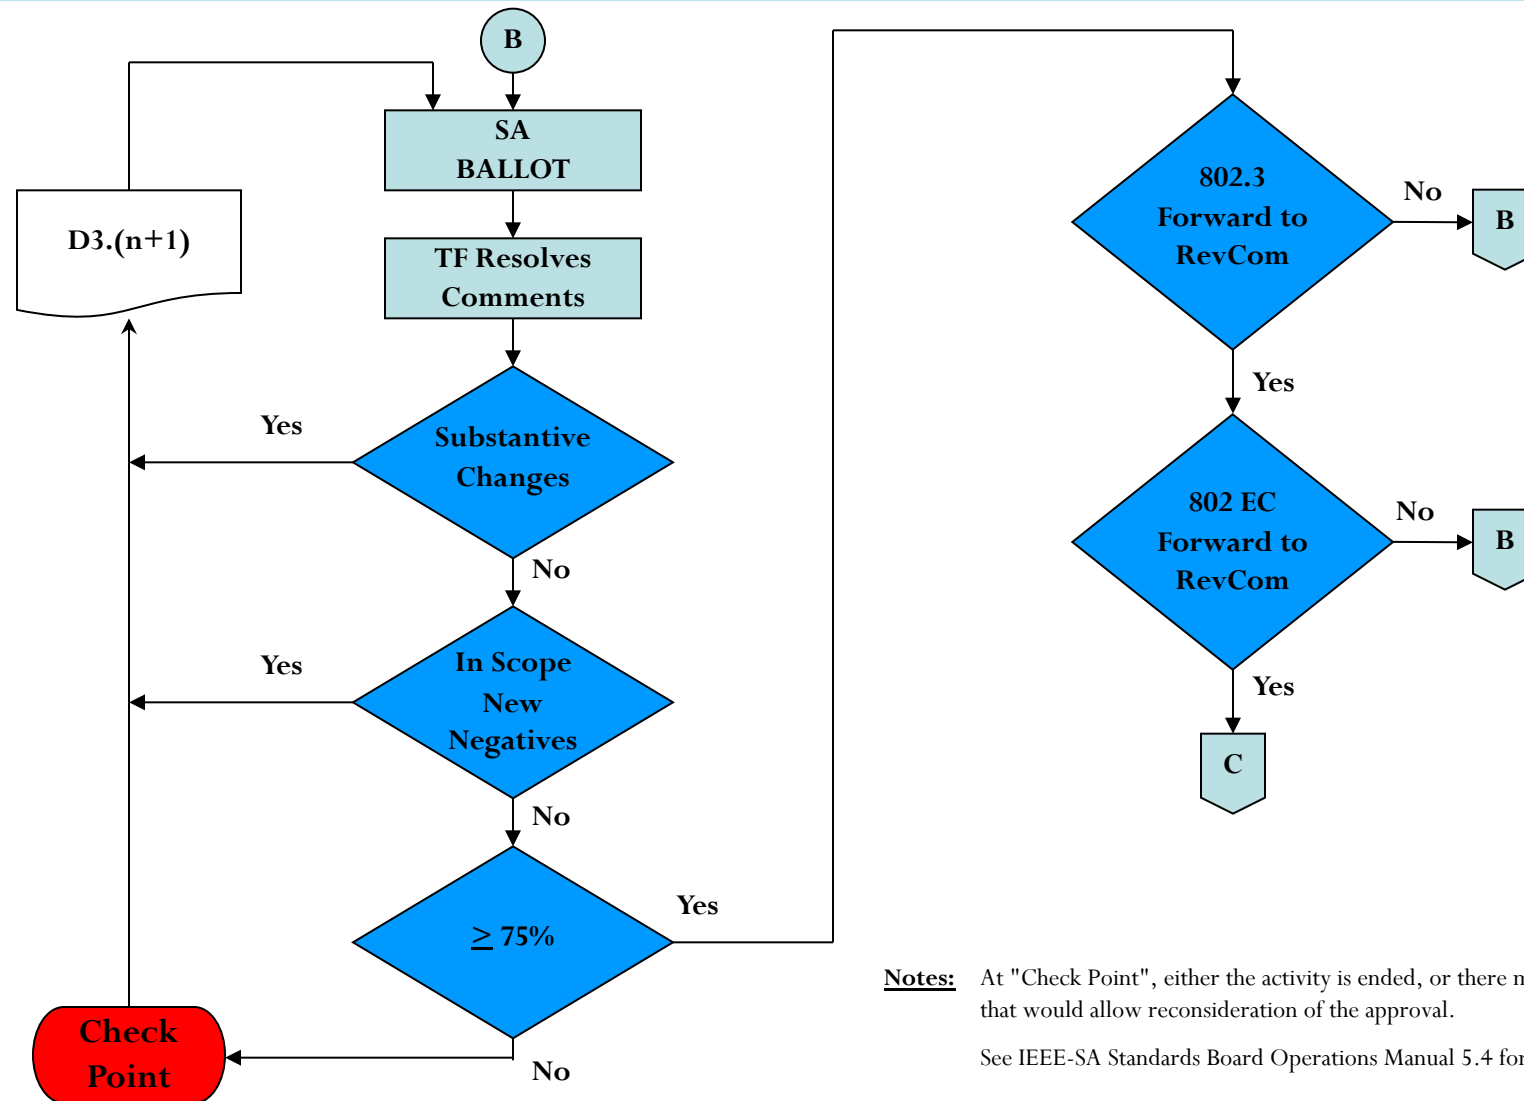 B
SA
BALLOT
D3.(n+1)
TF Resolves
Comments
Yes
Substantive
Changes
No
Yes
In Scope
New
Negatives
No
≥ 75%
Yes
No
Check
Point
802.3
Forward to
RevCom
No
B
Yes
802 EC
Forward to
RevCom
No
B
Yes
C
Notes: At "Check Point", either the activity is ended, or there
that would allow reconsideration of the approval.
See IEEE-SA Standards Board Operations Manual 5.4 for